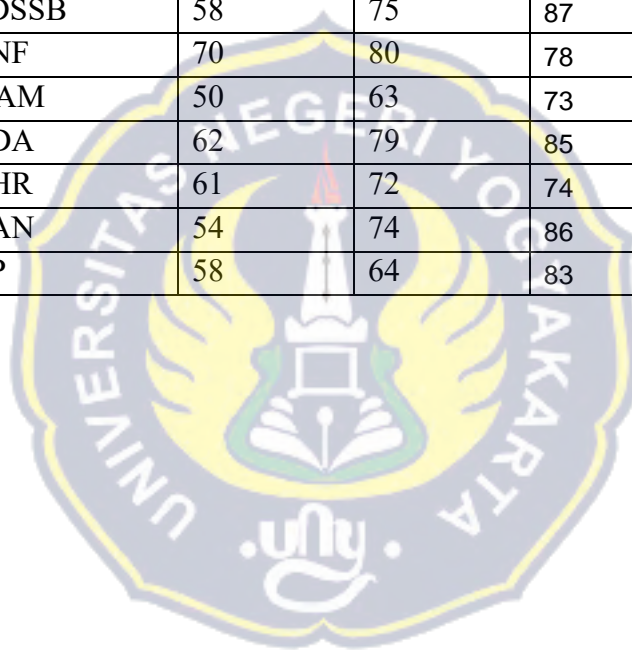 DSSB 58 75 87
NF 70 80 78
AM 50 63 73
DA 62 79 85
HR 61 72 74
AN 54 74 86
P 58 64 83
UNIVERSITAS NEGERI YOGYAKARTA
uny